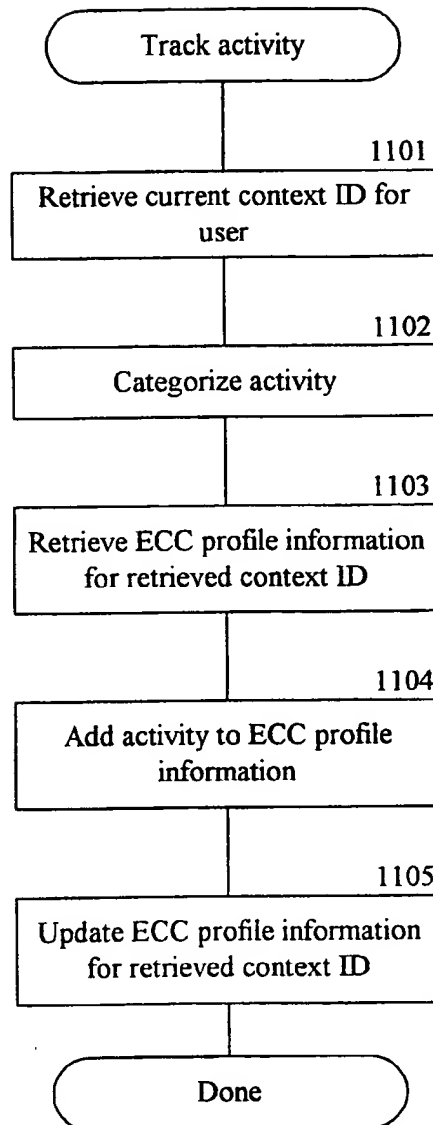 Track activity
1101
Retrieve current context ID for
user
1102
Categorize activity
1103
Retrieve ECC profile information
for retrieved context ID
1104
Add activity to ECC profile
information
1105
Update ECC profile information
for retrieved context ID
Done